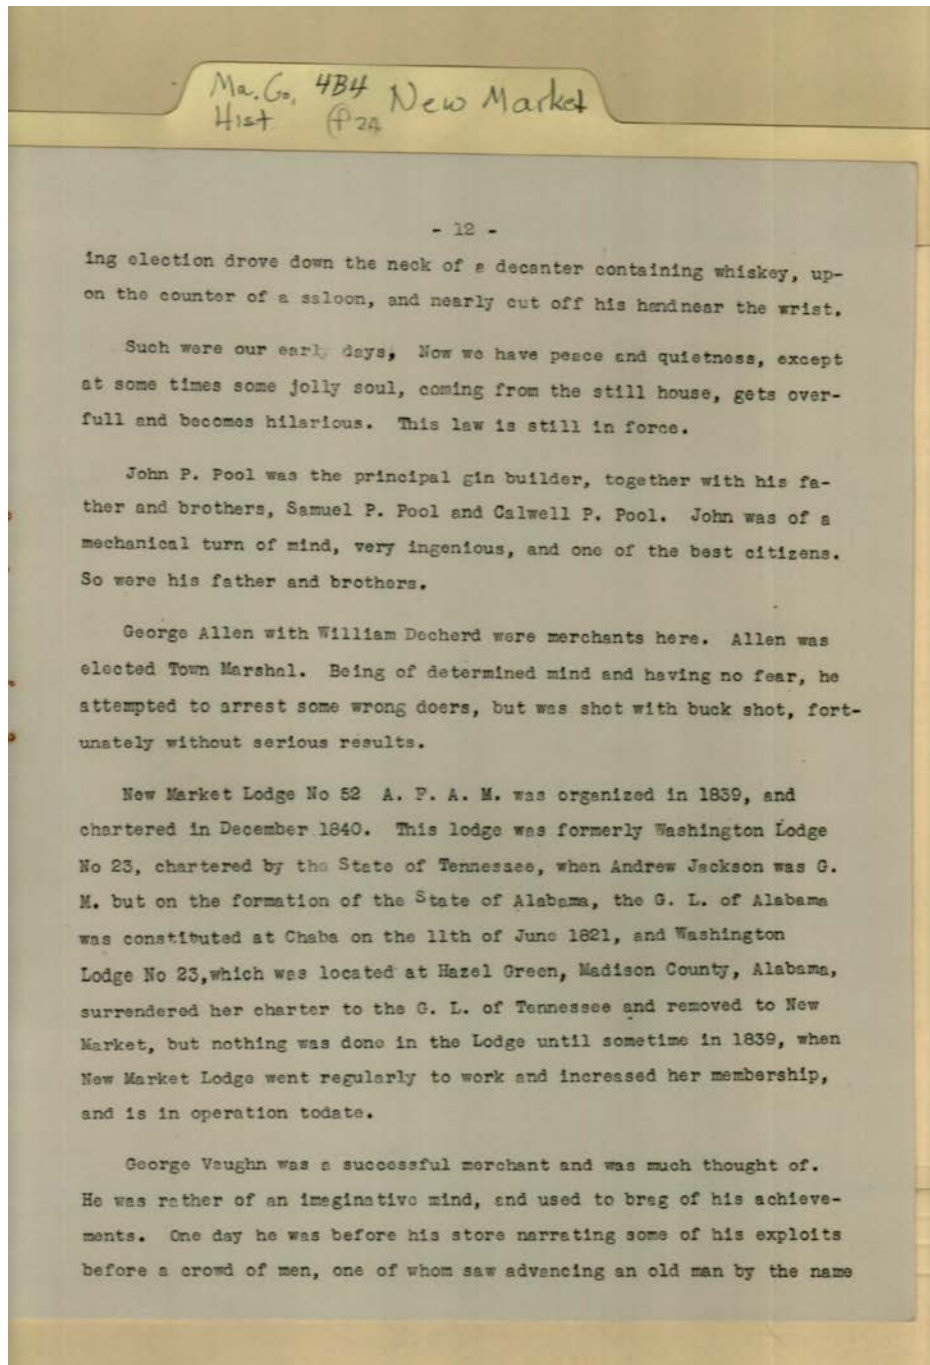 Ma. Co. 4B4 New Market
Hist P 2A
- 12 -
ing election drove down the neck of a decanter containing whiskey, up-
on the counter of a saloon, and nearly cut off his handnear the wrist.
Such were our early days, Now we have peace and quietness, except
at some times some jolly soul, coming from the still house, gets over-
full and becomes hilarious. This law is still in force.
John P. Pool was the principal gin builder, together with his fa-
ther and brothers, Samuel P. Pool and Calwell P. Pool. John was of a
mechanical turn of mind, very ingenious, and one of the best citizens.
So were his father and brothers.
George Allen with William Decherd were merchants here. Allen was
elected Town Marshal. Being of determined mind and having no fear, he
attempted to arrest some wrong doers, but was shot with buck shot, fort-
unately without serious results.
New Market Lodge No 52 A. F. A. M. was organized in 1839, and
chartered in December 1840. This lodge was formerly Washington Lodge
No 23, chartered by the State of Tennessee, when Andrew Jackson was G.
M. but on the formation of the State of Alabama, the G. L. of Alabama
was constituted at Chaba on the 11th of June 1821, and Washington
Lodge No 23,which was located at Hazel Green, Madison County, Alabama,
surrendered her charter to the G. L. of Tennessee and removed to New
Market, but nothing was done in the Lodge until sometime in 1839, when
New Market Lodge went regularly to work and increased her membership,
and is in operation todate.
George Vaughn was a successful merchant and was much thought of.
He was rather of an imaginative mind, and used to brag of his achieve-
ments. One day he was before his store narrating some of his exploits
before a crowd of men, one of whom saw advancing an old man by the name